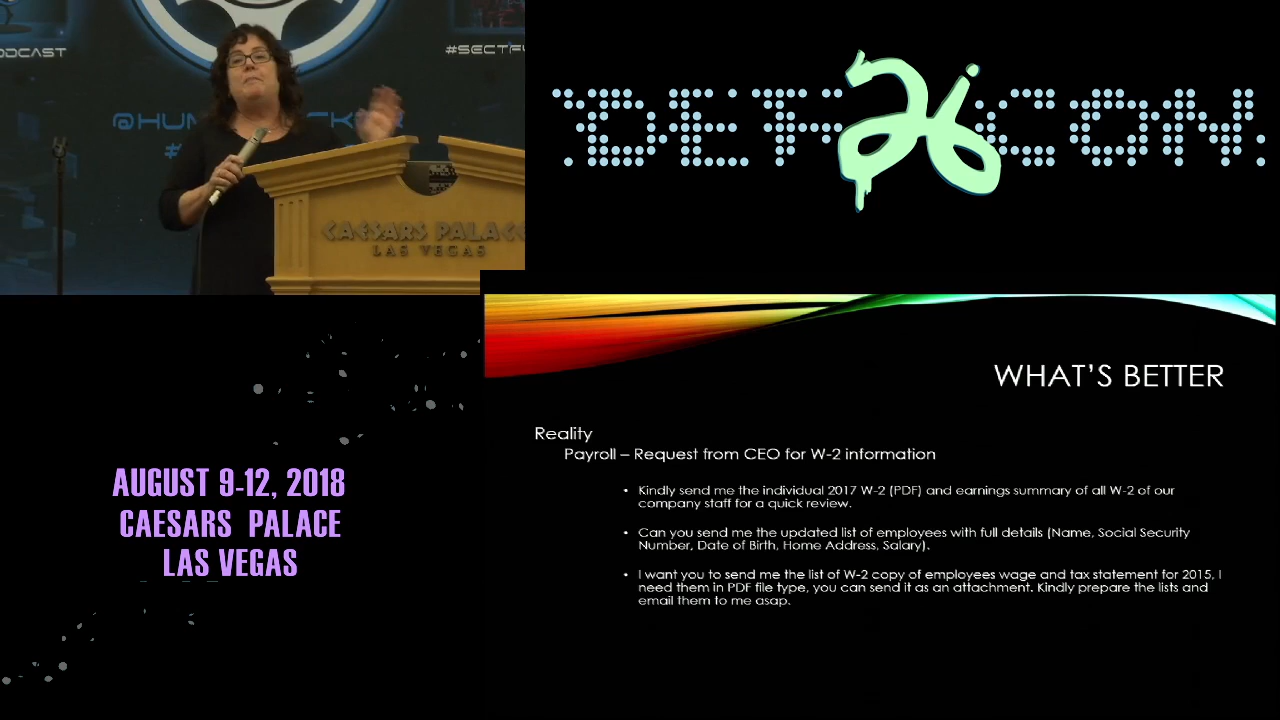 #SECTF
@HUM
CAESARS PALACE
LAS VEGAS
DEF 26 CON
AUGUST 9-12, 2018
CAESARS PALACE
LAS VEGAS
WHAT'S BETTER
Reality
Payroll – Request from CEO for W-2 information
• Kindly send me the individual 2017 W-2 (PDF) and earnings summary of all W-2 of our
company staff for a quick review.
• Can you send me the updated list of employees with full details (Name, Social Security
Number, Date of Birth, Home Address, Salary).
• I want you to send me the list of W-2 copy of employees wage and tax statement for 2015, I
need them in PDF file type, you can send it as an attachment. Kindly prepare the lists and
email them to me asap.